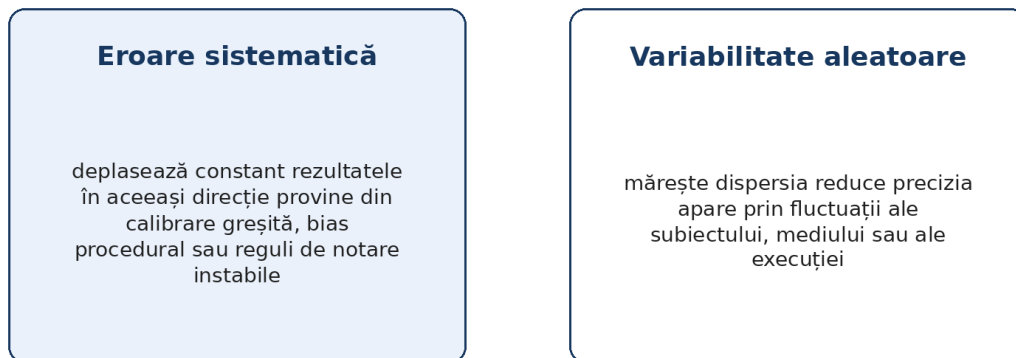 Eroare sistematică
deplasează constant rezultatele
în aceeași direcție provine din
calibrare greșită, bias
procedural sau reguli de notare
instabile
Variabilitate aleatoare
mărește dispersia reduce precizia
apare prin fluctuații ale
subiectului, mediului sau ale
execuției